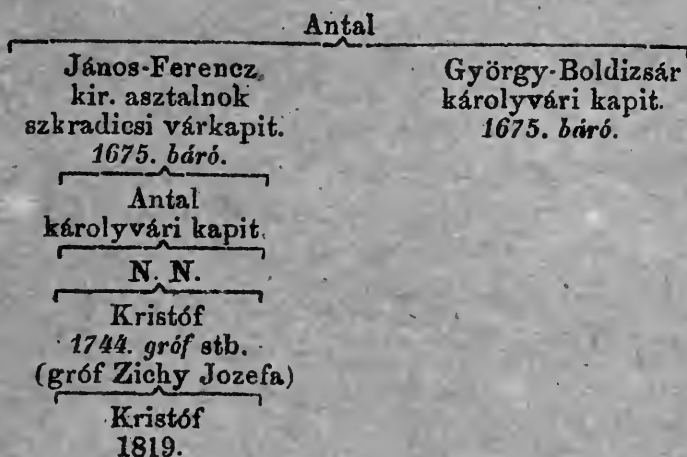 Antal
János-Ferencz,
kir. asztalnok
szkradicsi várkapit.
1675. báró.
György-Boldizsár
károlyvári kapit.
1675. báró.
Antal
károlyvári kapit.
N. N.
Kristóf
1744. gróf stb.
(gróf Zichy Jozefa)
Kristóf
1819.